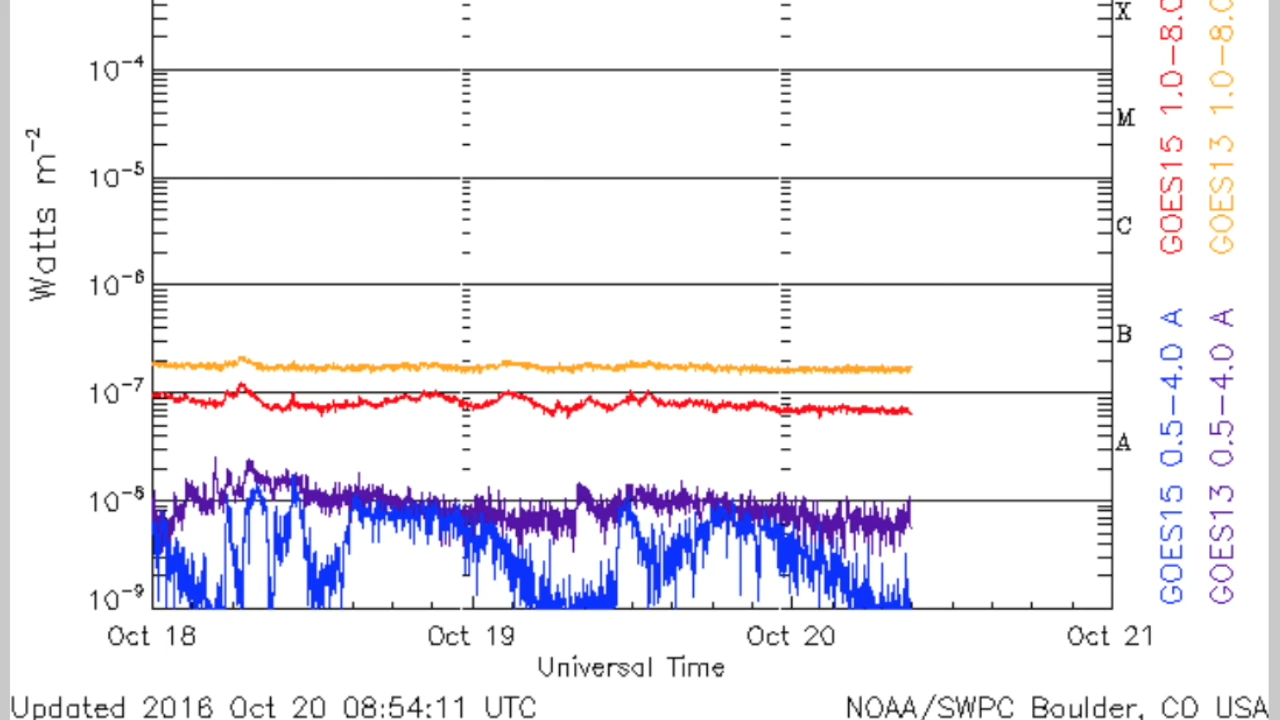 X
10−4
M
10−5
C
10−6
B
10−7
A
10−8
10−9
Watts m−2
Oct 18 Oct 19 Oct 20 Oct 21
Universal Time
Updated 2016 Oct 20 08:54:11 UTC NOAA/SWPC Boulder, CO USA
GOES15 0.5−4.0 A GOES15 1.0−8.0
GOES13 0.5−4.0 A GOES13 1.0−8.0